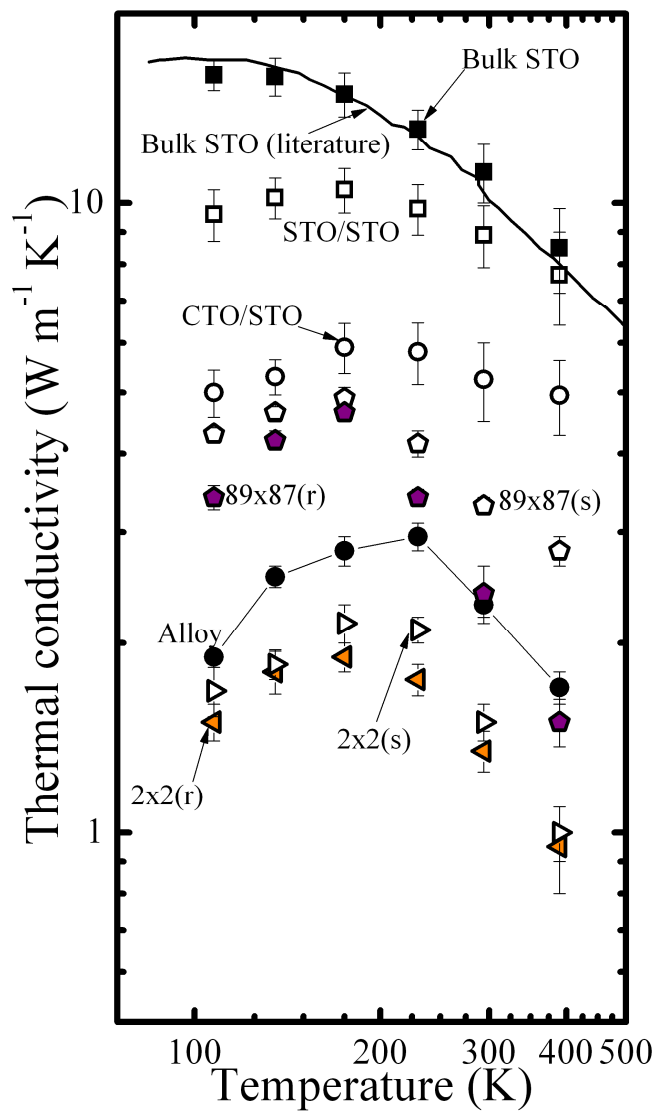 Bulk STO
Bulk STO (literature)
10
STO/STO
CTO/STO
89x87(r)
89x87(s)
Alloy
2x2(s)
2x2(r)
1
Thermal conductivity (W m⁻¹ K⁻¹)
100 200 300 400 500
Temperature (K)